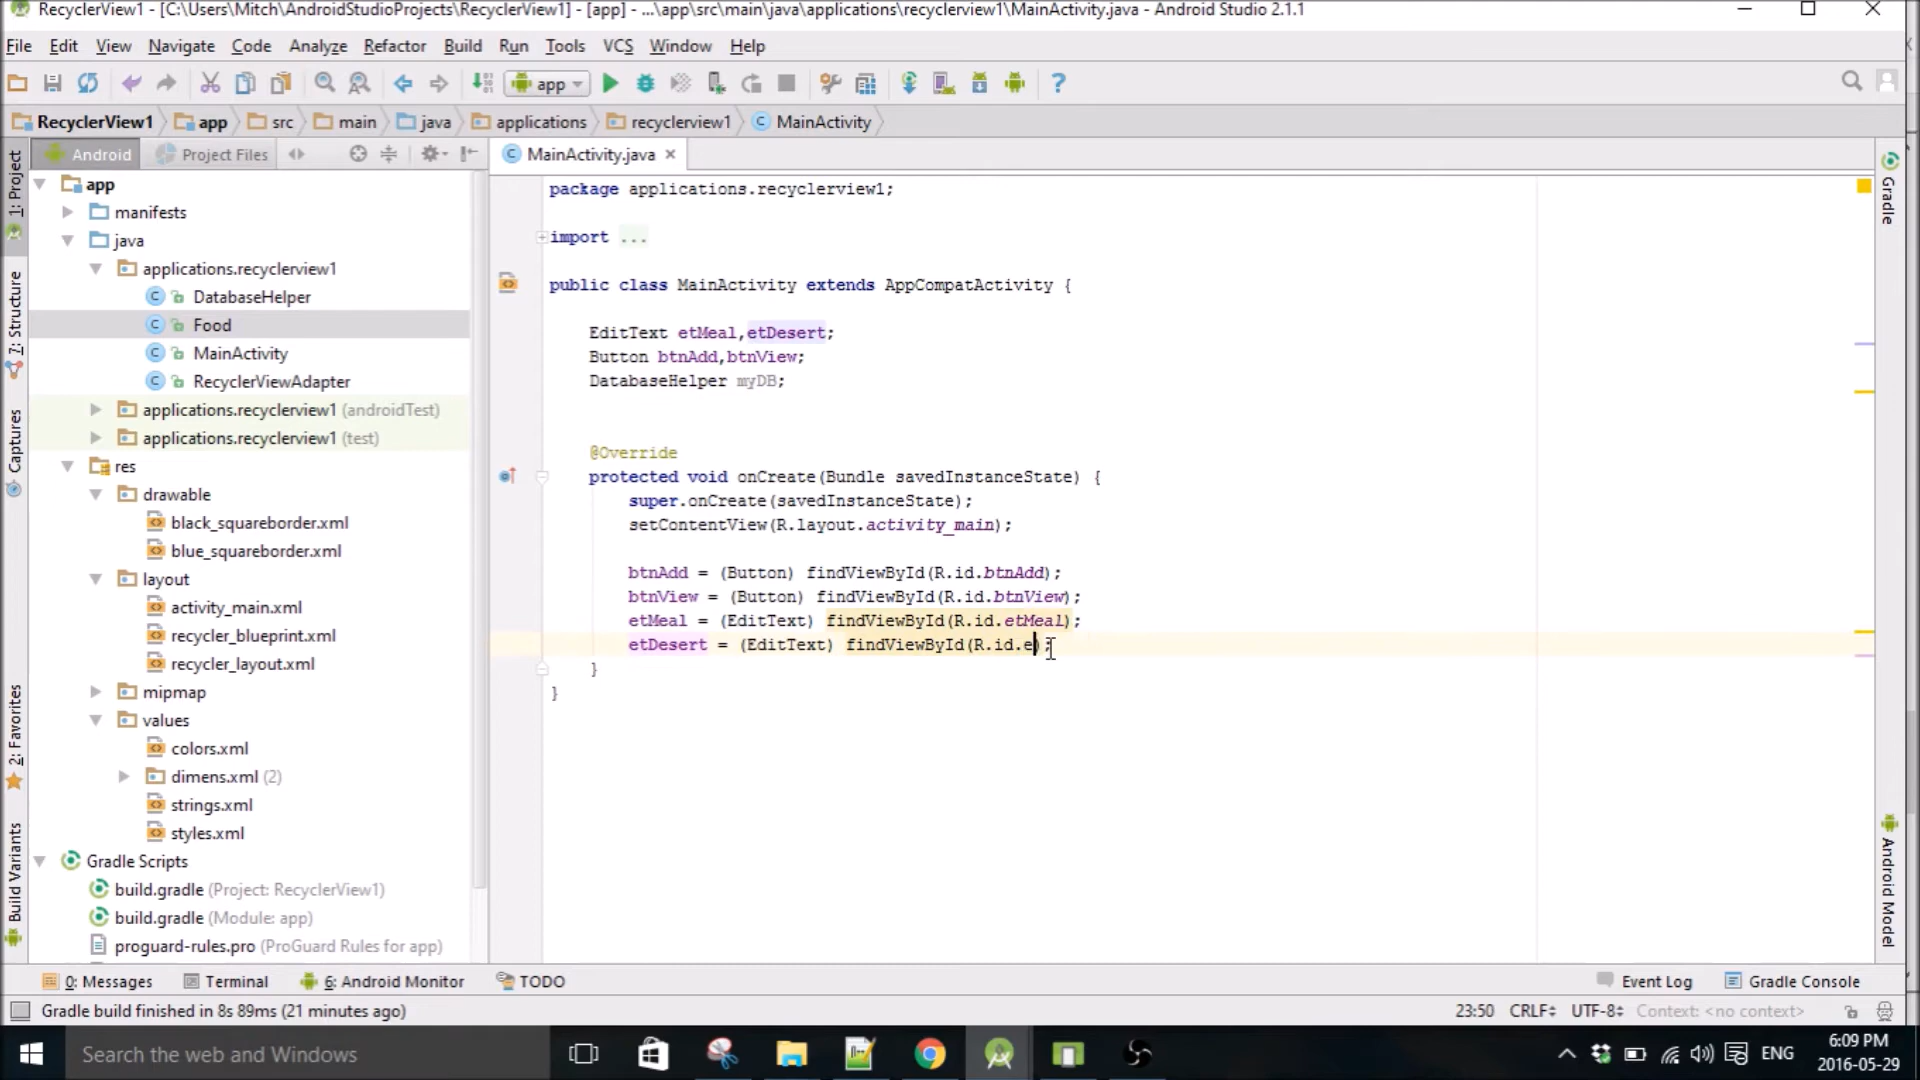 RecyclerView1 - [C:\Users\Mitch\AndroidStudioProjects\RecyclerView1] - [app] - ...\app\src\main\java\applications\recyclerview1\MainActivity.java - Android Studio 2.1.1
File Edit View Navigate Code Analyze Refactor Build Run Tools VCS Window Help
app
RecyclerView1 app src main java applications recyclerview1 MainActivity
Android Project Files
MainActivity.java
1: Project
7: Structure
Captures
2: Favorites
Build Variants
app
manifests
java
applications.recyclerview1
DatabaseHelper
Food
MainActivity
RecyclerViewAdapter
applications.recyclerview1 (androidTest)
applications.recyclerview1 (test)
res
drawable
black_squareborder.xml
blue_squareborder.xml
layout
activity_main.xml
recycler_blueprint.xml
recycler_layout.xml
mipmap
values
colors.xml
dimens.xml (2)
strings.xml
styles.xml
Gradle Scripts
build.gradle (Project: RecyclerView1)
build.gradle (Module: app)
proguard-rules.pro (ProGuard Rules for app)
package applications.recyclerview1;
import ...
public class MainActivity extends AppCompatActivity {
EditText etMeal,etDesert;
Button btnAdd,btnView;
DatabaseHelper myDB;
@Override
protected void onCreate(Bundle savedInstanceState) {
super.onCreate(savedInstanceState);
setContentView(R.layout.activity_main);
btnAdd = (Button) findViewById(R.id.btnAdd);
btnView = (Button) findViewById(R.id.btnView);
etMeal = (EditText) findViewById(R.id.etMeal);
etDesert = (EditText) findViewById(R.id.e);
}
}
Gradle
Android Model
0: Messages Terminal 6: Android Monitor TODO Event Log Gradle Console
Gradle build finished in 8s 89ms (21 minutes ago) 23:50 CRLF UTF-8 Context: <no context>
Search the web and Windows
ENG
6:09 PM
2016-05-29